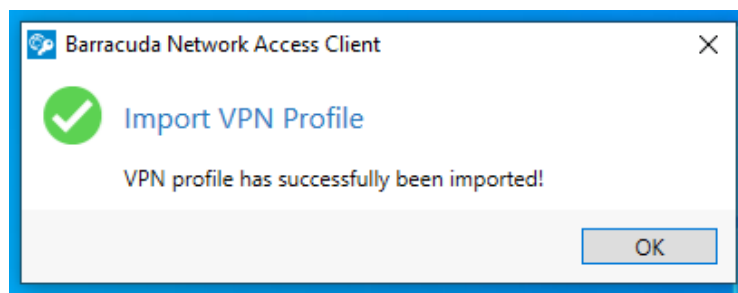 Barracuda Network Access Client
Import VPN Profile
VPN profile has successfully been imported!
OK